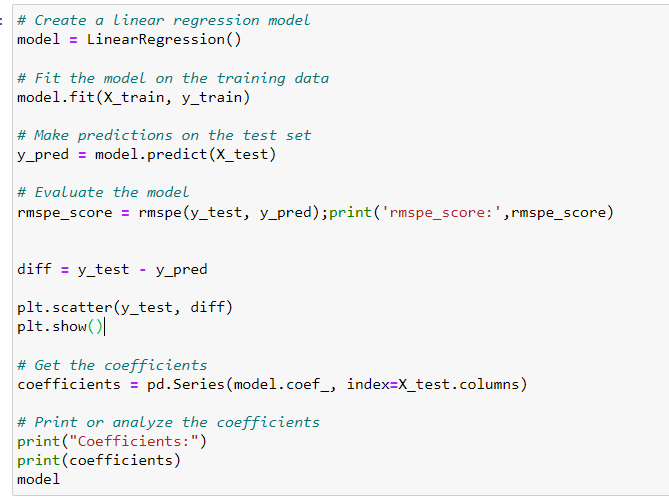 # Create a linear regression model
model = LinearRegression()
# Fit the model on the training data
model.fit(X_train, y_train)
# Make predictions on the test set
y_pred = model.predict(X_test)
# Evaluate the model
rmspe_score = rmspe(y_test, y_pred);print('rmspe_score:',rmspe_score)
diff = y_test - y_pred
plt.scatter(y_test, diff)
plt.show()
# Get the coefficients
coefficients = pd.Series(model.coef_, index=X_test.columns)
# Print or analyze the coefficients
print("Coefficients:")
print(coefficients)
model